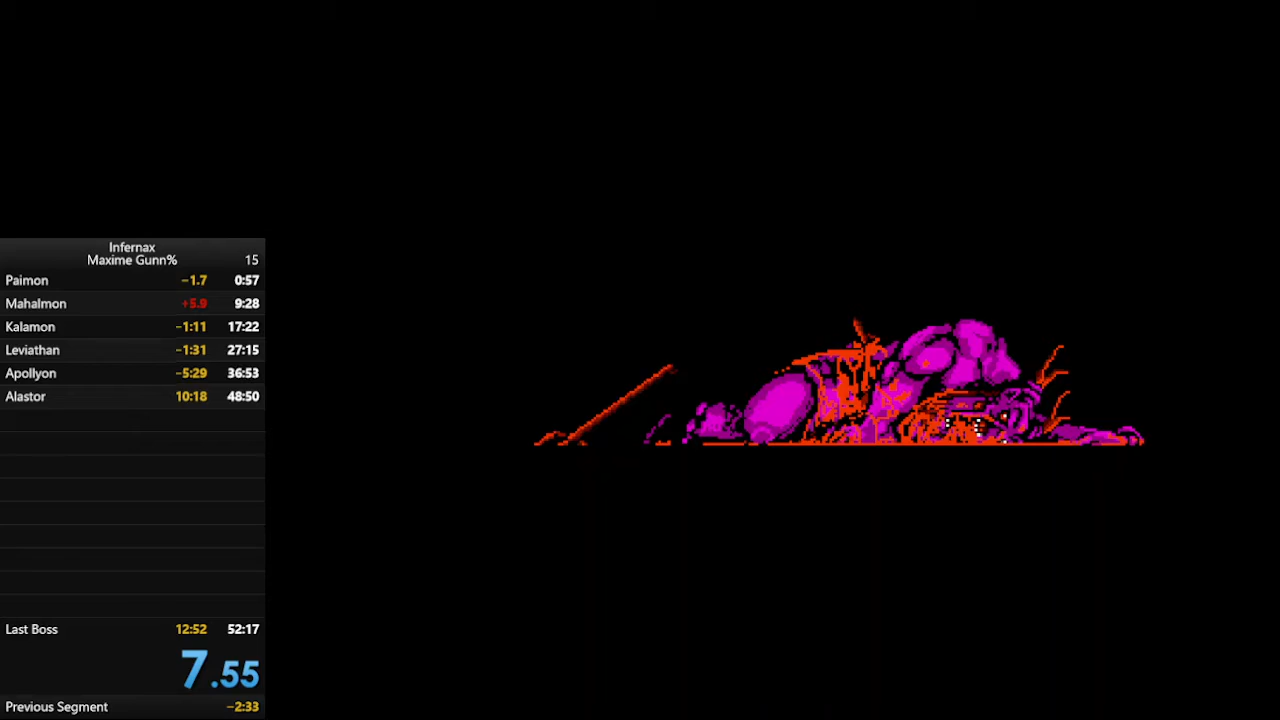 Infernax
Maxime Gunn% 15
Paimon −1.7 0:57
Mahalmon +5.9 9:28
Kalamon −1:11 17:22
Leviathan −1:31 27:15
Apollyon −5:29 36:53
Alastor 10:18 48:50
Last Boss 12:52 52:17
7.55
Previous Segment −2:33